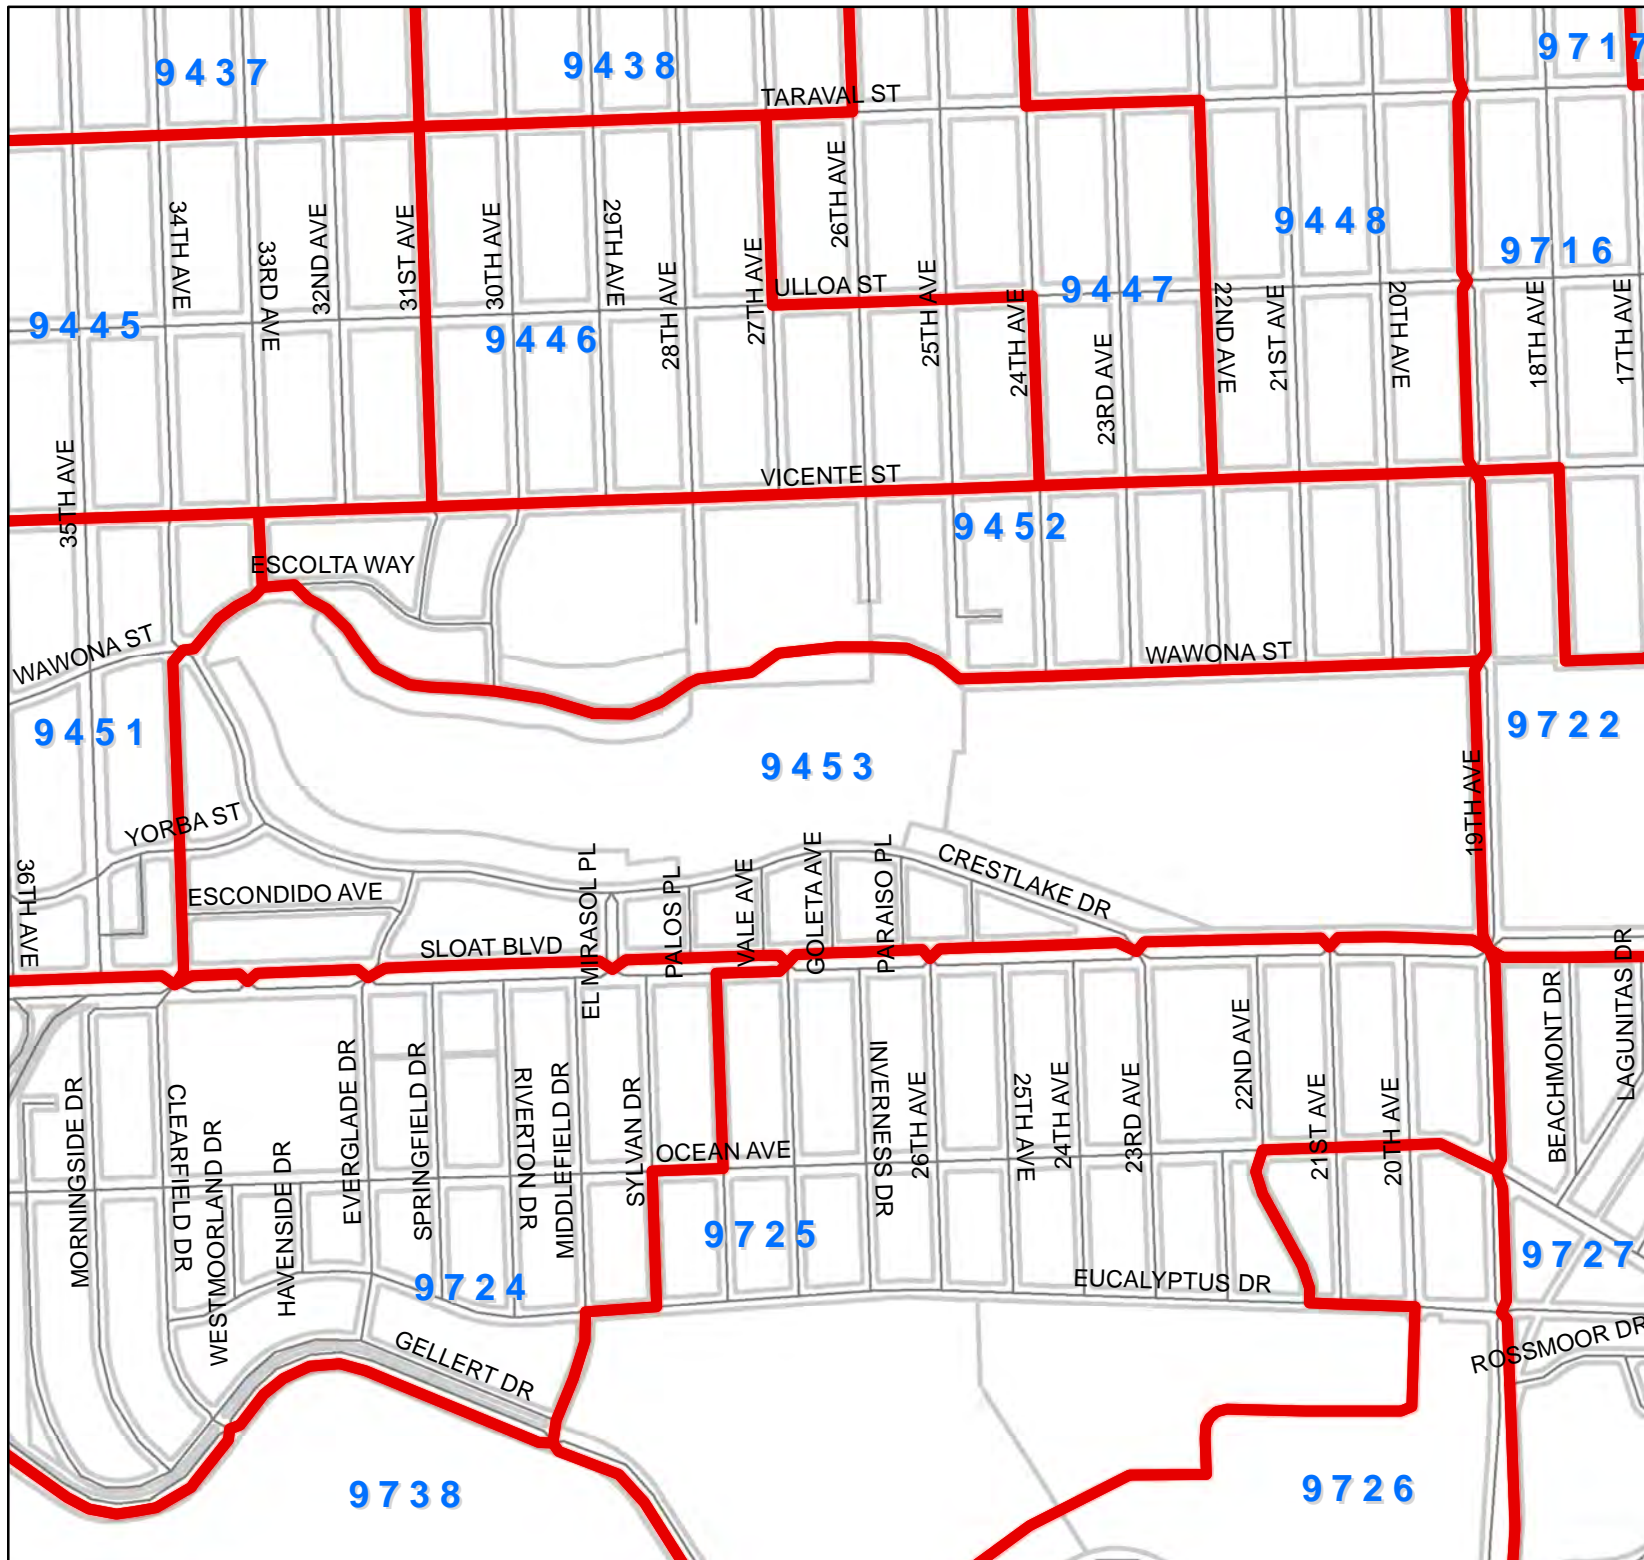 9437
9438
9717
TARAVAL ST
26TH AVE
34TH AVE
33RD AVE
32ND AVE
31ST AVE
30TH AVE
29TH AVE
28TH AVE
27TH AVE
ULLOA ST
25TH AVE
24TH AVE
23RD AVE
22ND AVE
21ST AVE
20TH AVE
18TH AVE
17TH AVE
9448
9716
9447
9445
9446
35TH AVE
VICENTE ST
9452
ESCOLTA WAY
WAWONA ST
WAWONA ST
9451
9453
9722
19TH AVE
YORBA ST
36TH AVE
ESCONDIDO AVE
SLOAT BLVD
EL MIRASOL PL
PALOS PL
VALE AVE
GOLETA AVE
PARAISO PL
CRESTLAKE DR
LAGUNITAS DR
BEACHMONT DR
MORNINGSIDE DR
CLEARFIELD DR
WESTMOORLAND DR
HAVENSIDE DR
EVERGLADE DR
SPRINGFIELD DR
RIVERTON DR
MIDDLEFIELD DR
SYLVAN DR
OCEAN AVE
INVERNESS DR
26TH AVE
25TH AVE
24TH AVE
23RD AVE
22ND AVE
21ST AVE
20TH AVE
9725
9727
9724
EUCALYPTUS DR
GELLERT DR
ROSSMOOR DR
9738
9726